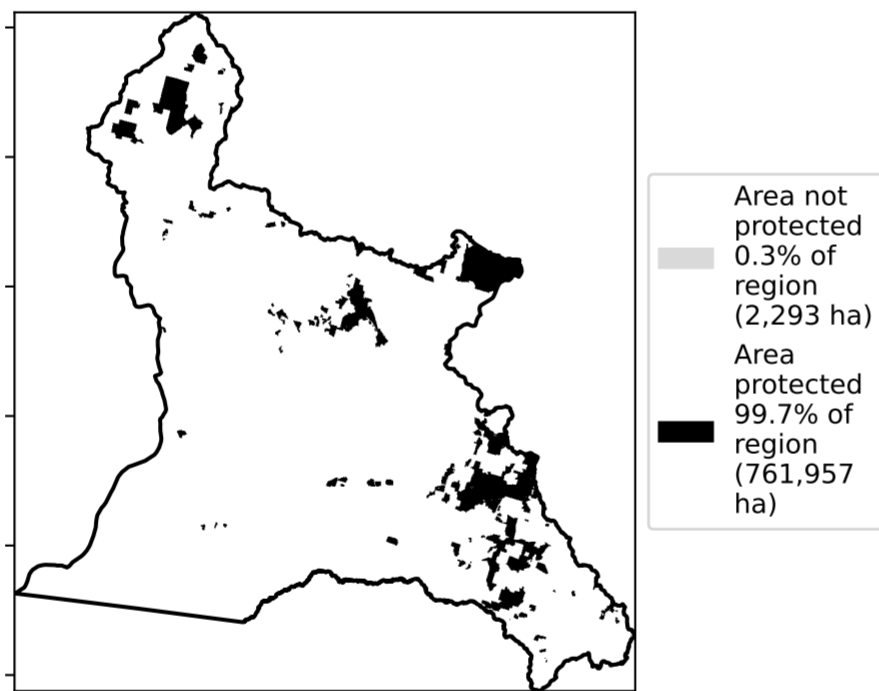 Area not
protected
0.3% of
region
(2,293 ha)
Area
protected
99.7% of
region
(761,957
ha)